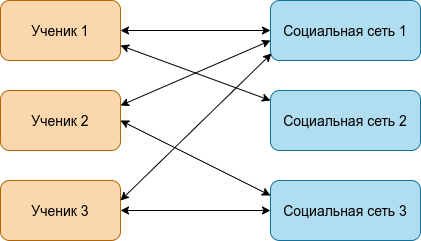 Ученик 1
Социальная сеть 1
Ученик 2
Социальная сеть 2
Ученик 3
Социальная сеть 3